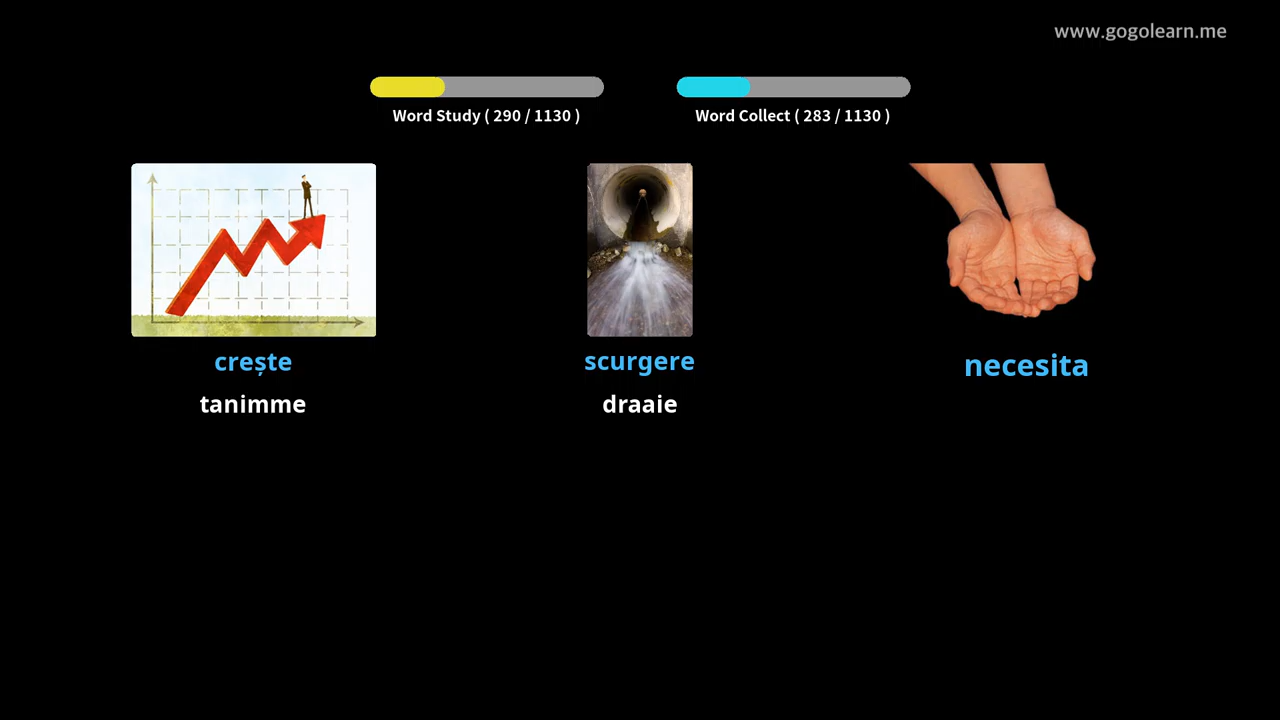 www.gogolearn.me
Word Study ( 290 / 1130 )
Word Collect ( 283 / 1130 )
crește
scurgere
necesita
tanimme
draaie